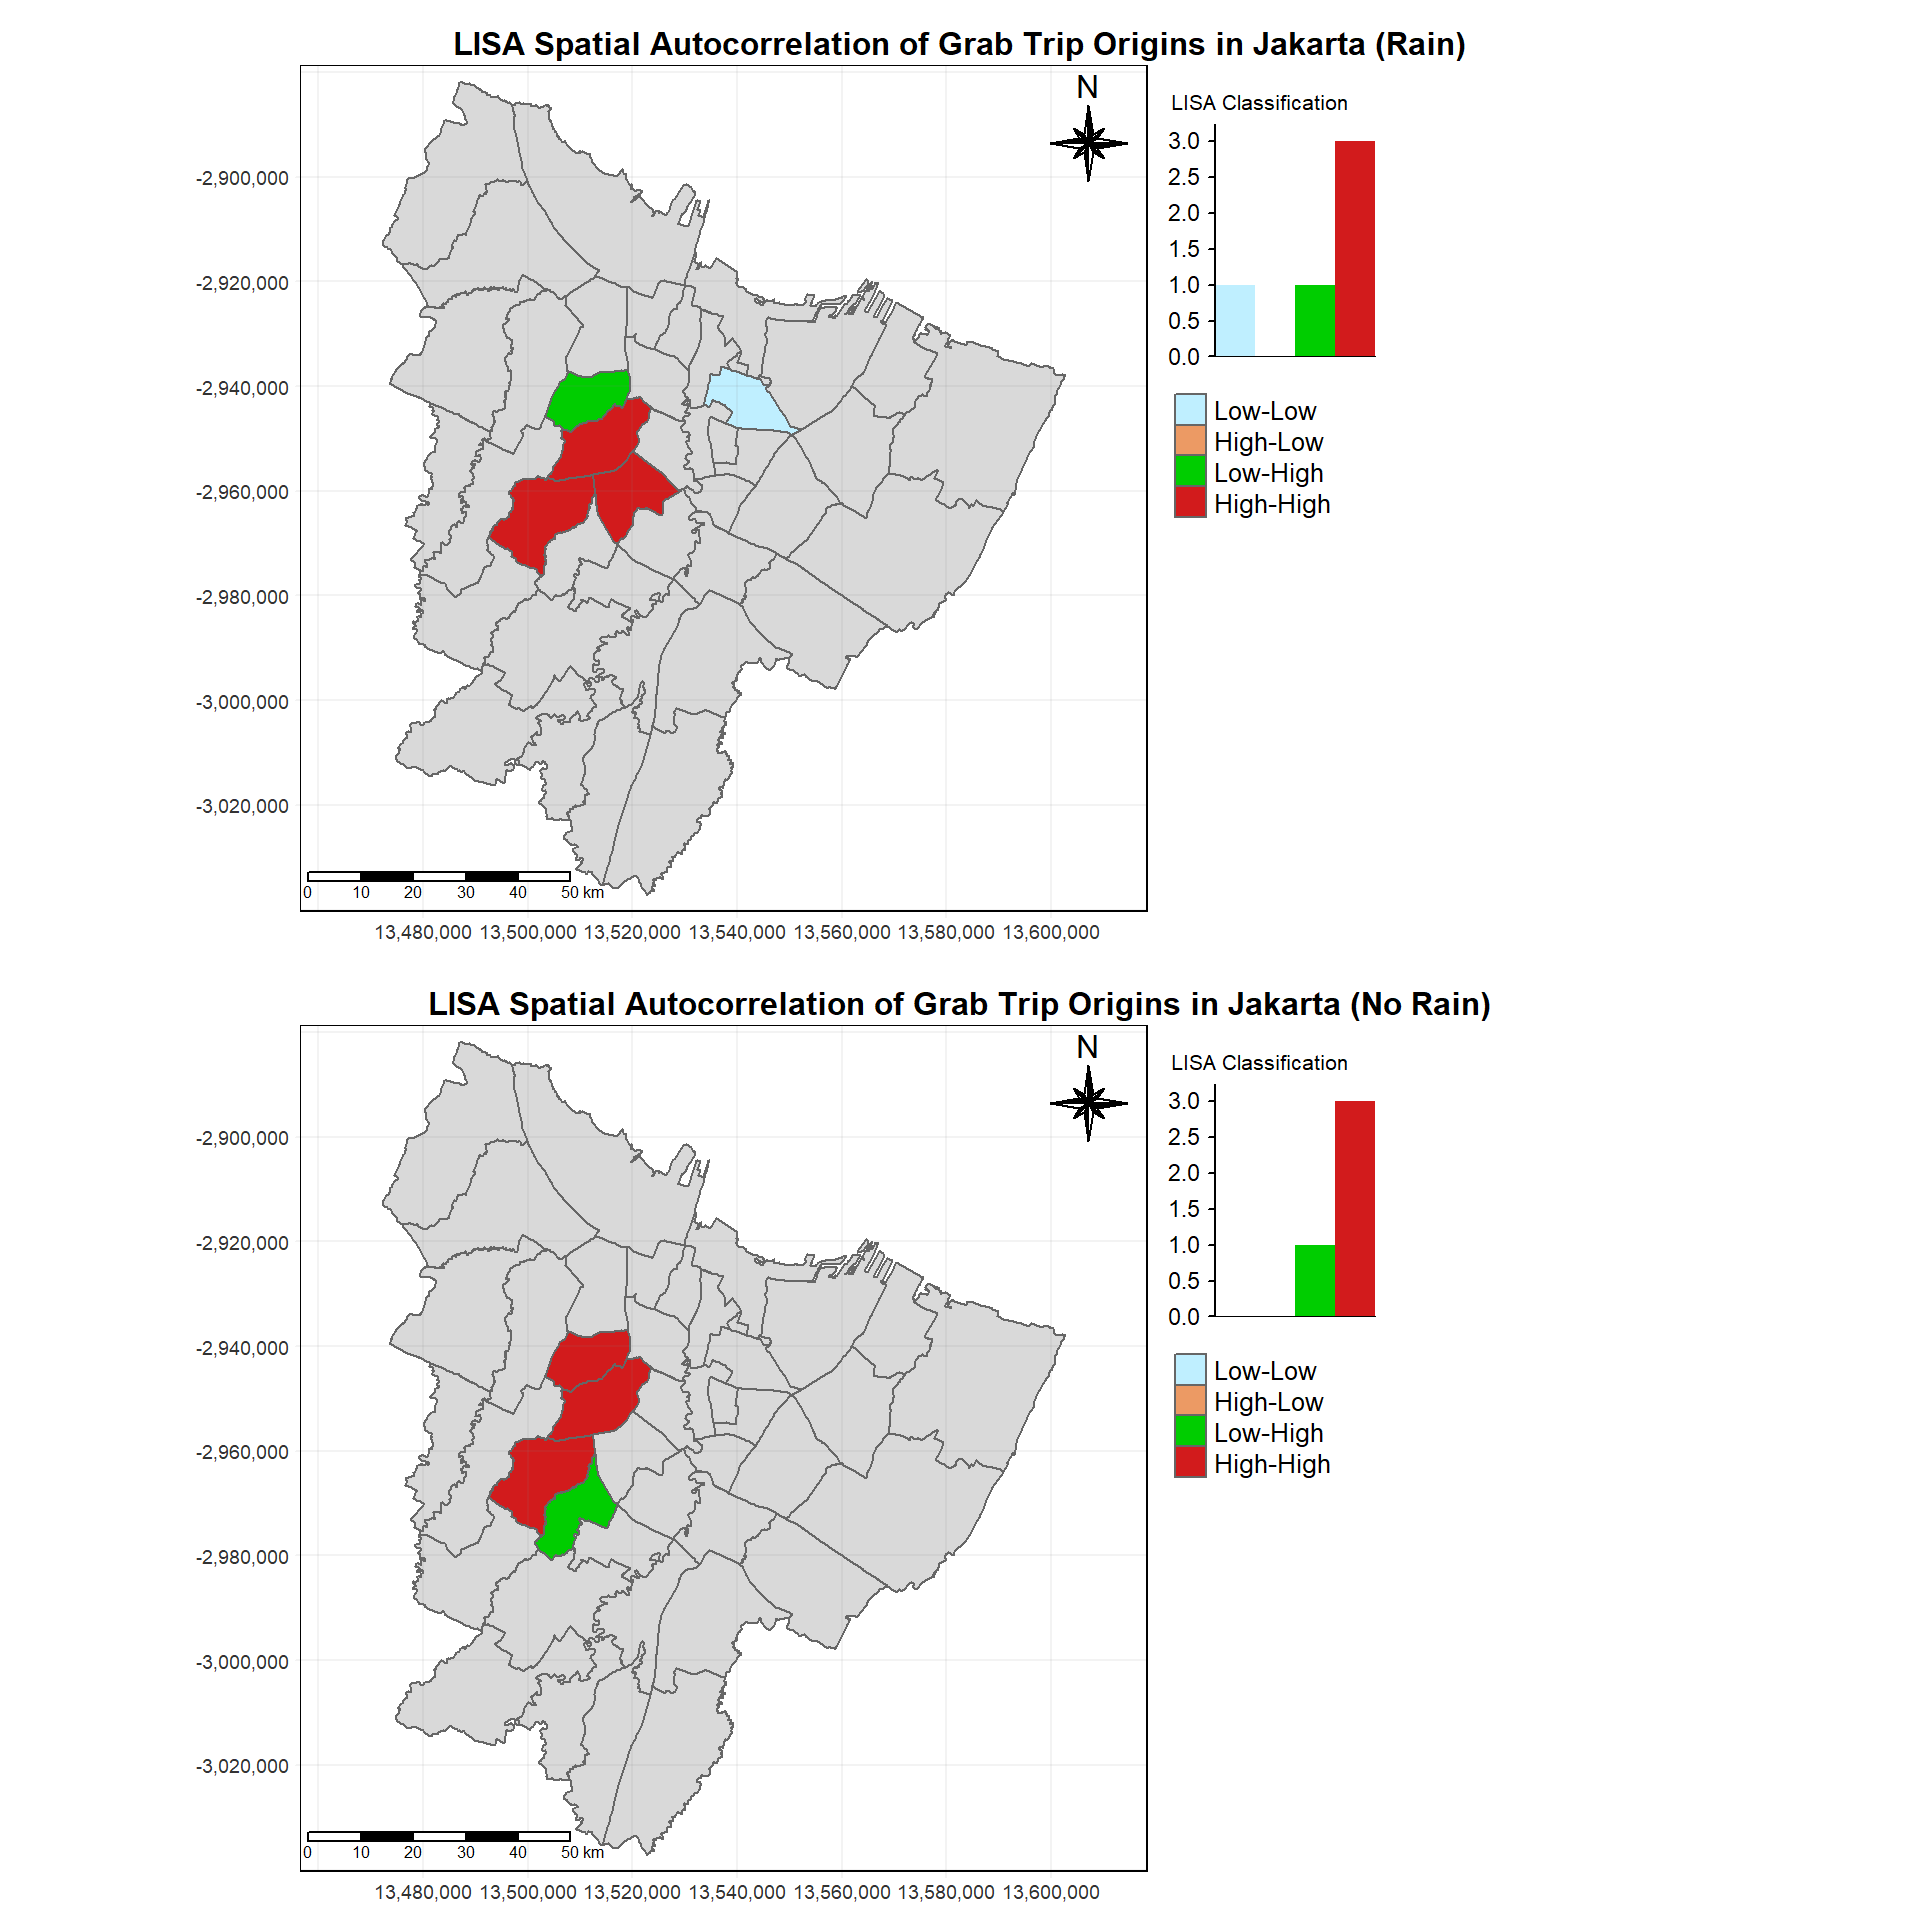 LISA Spatial Autocorrelation of Grab Trip Origins in Jakarta (Rain)
N
LISA Classification
3.0
2.5
2.0
1.5
1.0
0.5
0.0
Low-Low
High-Low
Low-High
High-High
-2,900,000
-2,920,000
-2,940,000
-2,960,000
-2,980,000
-3,000,000
-3,020,000
0 10 20 30 40 50 km
13,480,000 13,500,000 13,520,000 13,540,000 13,560,000 13,580,000 13,600,000
LISA Spatial Autocorrelation of Grab Trip Origins in Jakarta (No Rain)
N
LISA Classification
3.0
2.5
2.0
1.5
1.0
0.5
0.0
Low-Low
High-Low
Low-High
High-High
-2,900,000
-2,920,000
-2,940,000
-2,960,000
-2,980,000
-3,000,000
-3,020,000
0 10 20 30 40 50 km
13,480,000 13,500,000 13,520,000 13,540,000 13,560,000 13,580,000 13,600,000